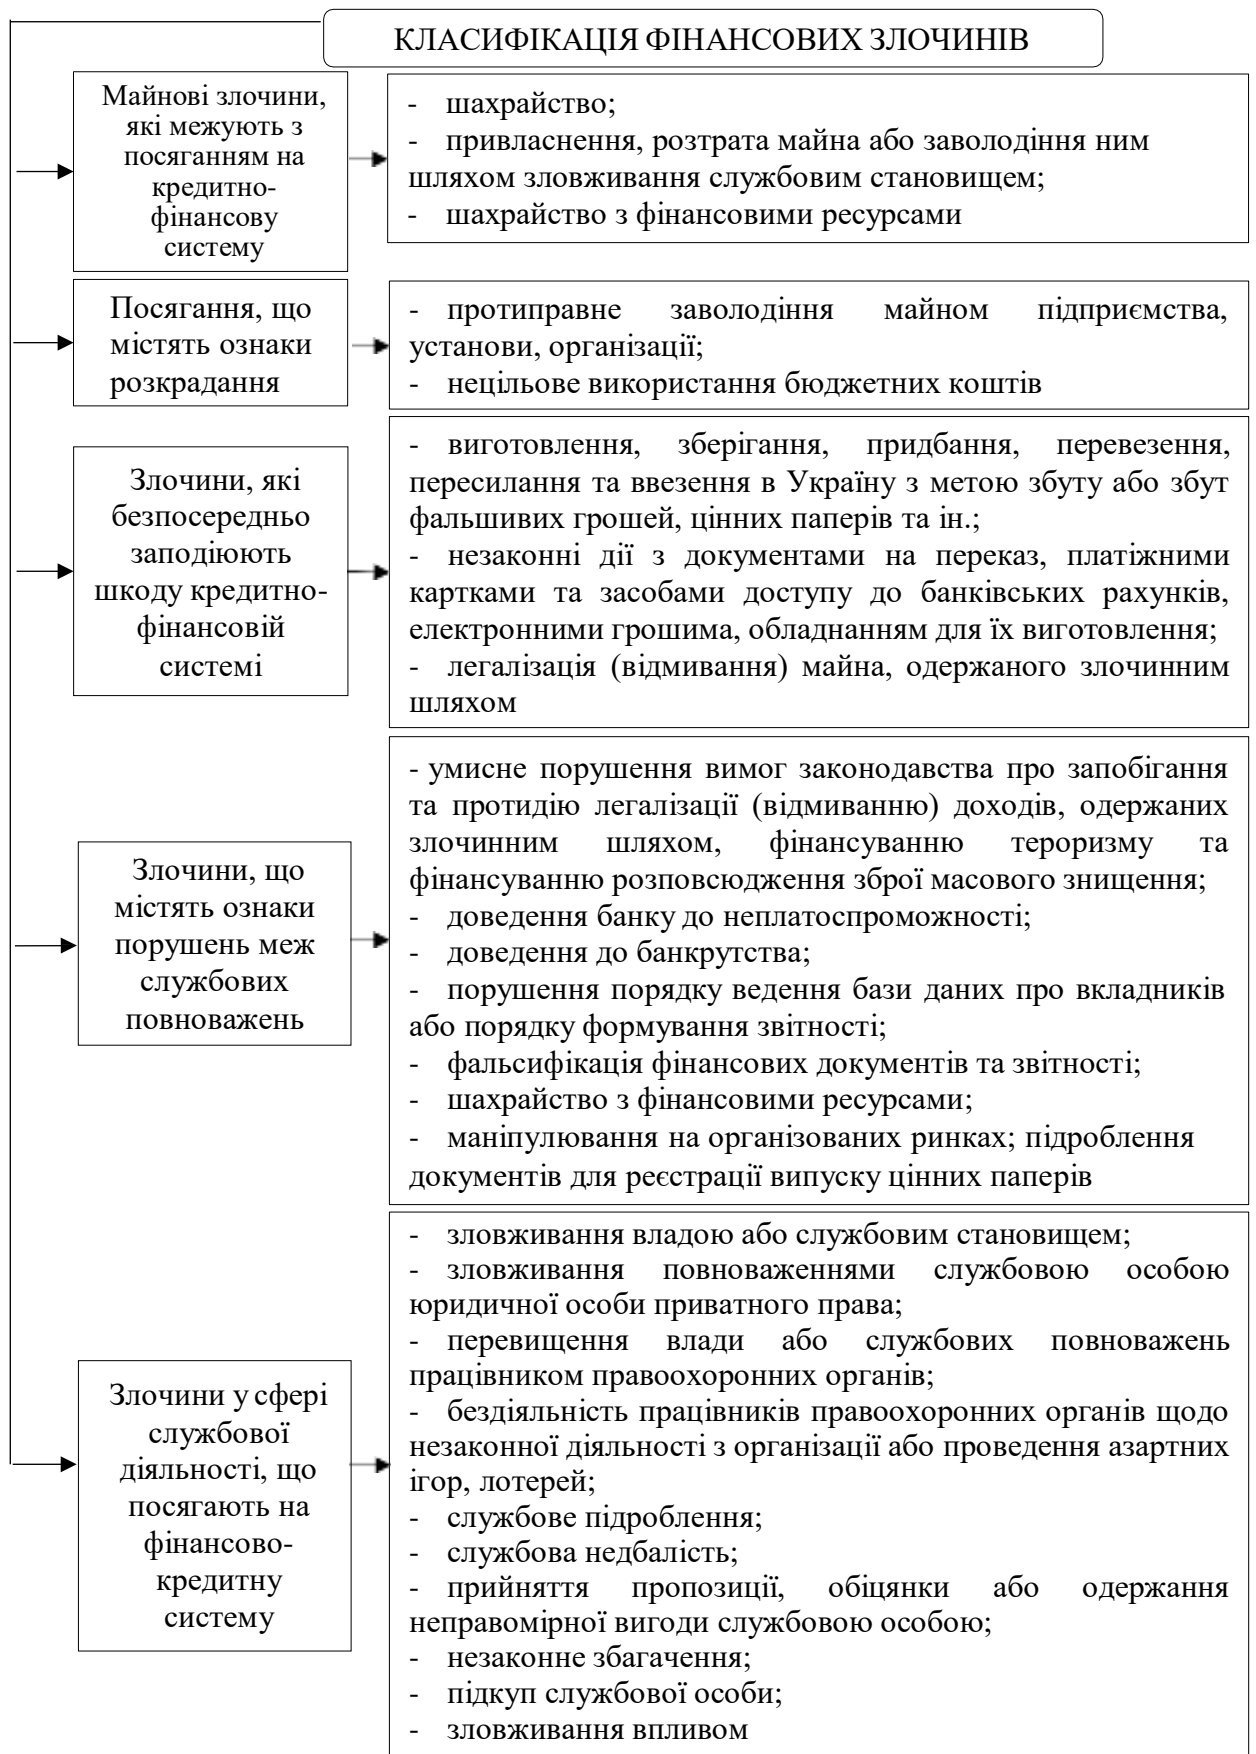 КЛАСИФІКАЦІЯ ФІНАНСОВИХ ЗЛОЧИНІВ
Майнові злочини,
які межують з
посяганням на
кредитно-
фінансову
систему
- шахрайство;
- привласнення, розтрата майна або заволодіння ним
шляхом зловживання службовим становищем;
- шахрайство з фінансовими ресурсами
Посягання, що
містять ознаки
розкрадання
- протиправне заволодіння майном підприємства,
установи, організації;
- нецільове використання бюджетних коштів
Злочини, які
безпосередньо
заподіюють
шкоду кредитно-
фінансовій
системі
- виготовлення, зберігання, придбання, перевезення,
пересилання та ввезення в Україну з метою збуту або збут
фальшивих грошей, цінних паперів та ін.;
- незаконні дії з документами на переказ, платіжними
картками та засобами доступу до банківських рахунків,
електронними грошима, обладнанням для їх виготовлення;
- легалізація (відмивання) майна, одержаного злочинним
шляхом
Злочини, що
містять ознаки
порушень меж
службових
повноважень
- умисне порушення вимог законодавства про запобігання
та протидію легалізації (відмиванню) доходів, одержаних
злочинним шляхом, фінансуванню тероризму та
фінансуванню розповсюдження зброї масового знищення;
- доведення банку до неплатоспроможності;
- доведення до банкрутства;
- порушення порядку ведення бази даних про вкладників
або порядку формування звітності;
- фальсифікація фінансових документів та звітності;
- шахрайство з фінансовими ресурсами;
- маніпулювання на організованих ринках; підроблення
документів для реєстрації випуску цінних паперів
Злочини у сфері
службової
діяльності, що
посягають на
фінансово-
кредитну
систему
- зловживання владою або службовим становищем;
- зловживання повноваженнями службовою особою
юридичної особи приватного права;
- перевищення влади або службових повноважень
працівником правоохоронних органів;
- бездіяльність працівників правоохоронних органів щодо
незаконної діяльності з організації або проведення азартних
ігор, лотерей;
- службове підроблення;
- службова недбалість;
- прийняття пропозиції, обіцянки або одержання
неправомірної вигоди службовою особою;
- незаконне збагачення;
- підкуп службової особи;
- зловживання впливом